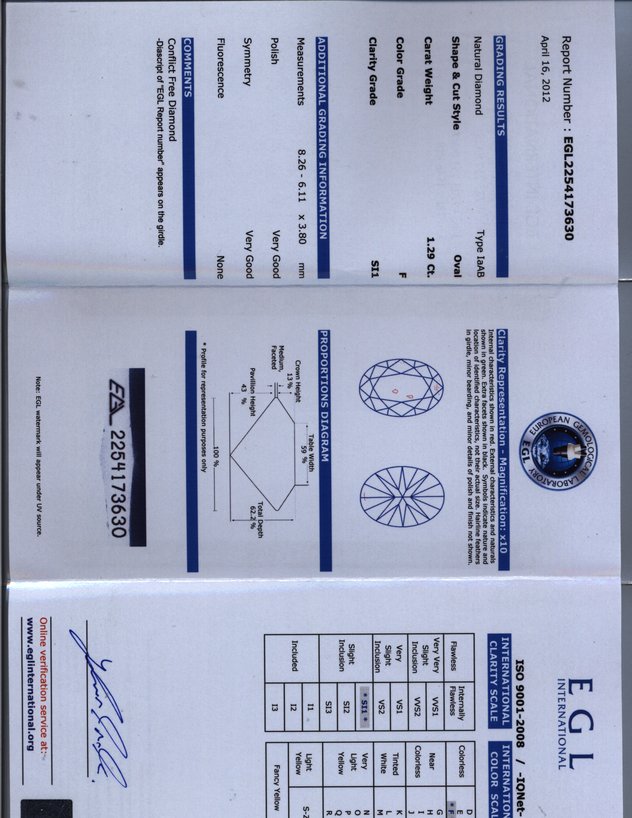 Report Number : EGL2254173630
April 16, 2012
GRADING RESULTS
Natural Diamond Type IaAB
Shape & Cut Style Oval
Carat Weight 1.29 Ct.
Color Grade F
Clarity Grade SI1
ADDITIONAL GRADING INFORMATION
Measurements 8.26 - 6.11 x 3.80 mm
Polish Very Good
Symmetry Very Good
Fluorescence None
COMMENTS
Conflict Free Diamond
-Diascript of "EGL Report number" appears on the girdle.
EUROPEAN GEMOLOGICAL LABORATORY
EGL
Clarity Representation - Magnification: x10
Internal characteristics shown in red. External characteristics and naturals
shown in green. Extra facets shown in black. Symbols indicate nature and
location of identified characteristics, not their actual size. Hairline feathers
in girdle, minor bearding, and minor details of polish and finish not shown.
PROPORTIONS DIAGRAM
Table Width
59 %
Crown Height
13 %
Medium,
Faceted
Pavillion Height
43 %
Total Depth
62.2 %
100 %
* Profile for representation purposes only
EGL 2254173630
Note: EGL watermark will appear under UV source.
EGL
INTERNATIONAL
ISO 9001-2008 / -IQNet-
INTERNATIONAL
CLARITY SCALE
Flawless
Internally
Flawless
Very Very
Slight
Inclusion
VVS1
VVS2
Very
Slight
Inclusion
VS1
VS2
Slight
Inclusion
* SI1 *
SI2
SI3
Included
I1
I2
I3
INTERNATION
COLOR SCAL
Colorless
D
E
* F
Near
Colorless
G
H
I
J
Tinted
White
K
L
M
Very
Light
Yellow
N
O
P
Q
R
Light
Yellow
S-Z
Fancy Yellow
Online verification service at:-
www.eglinternational.org